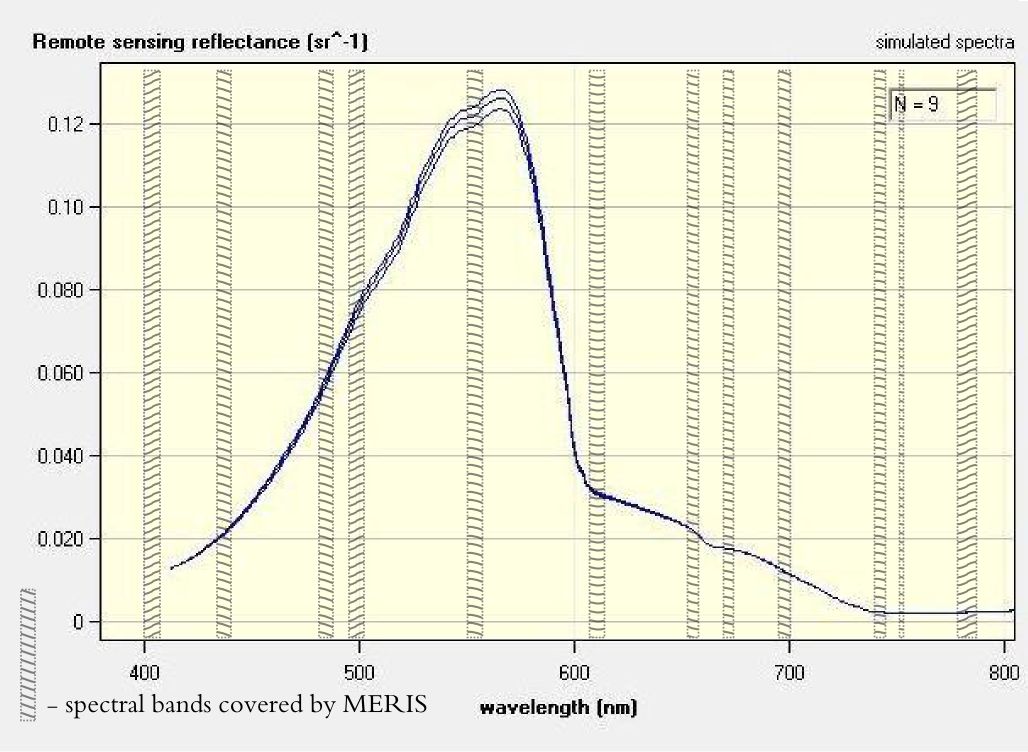 Remote sensing reflectance (sr^-1)
simulated spectra
N = 9
0.12
0.10
0.080
0.060
0.040
0.020
0
400 500 600 700 800
wavelength (nm)
– spectral bands covered by MERIS